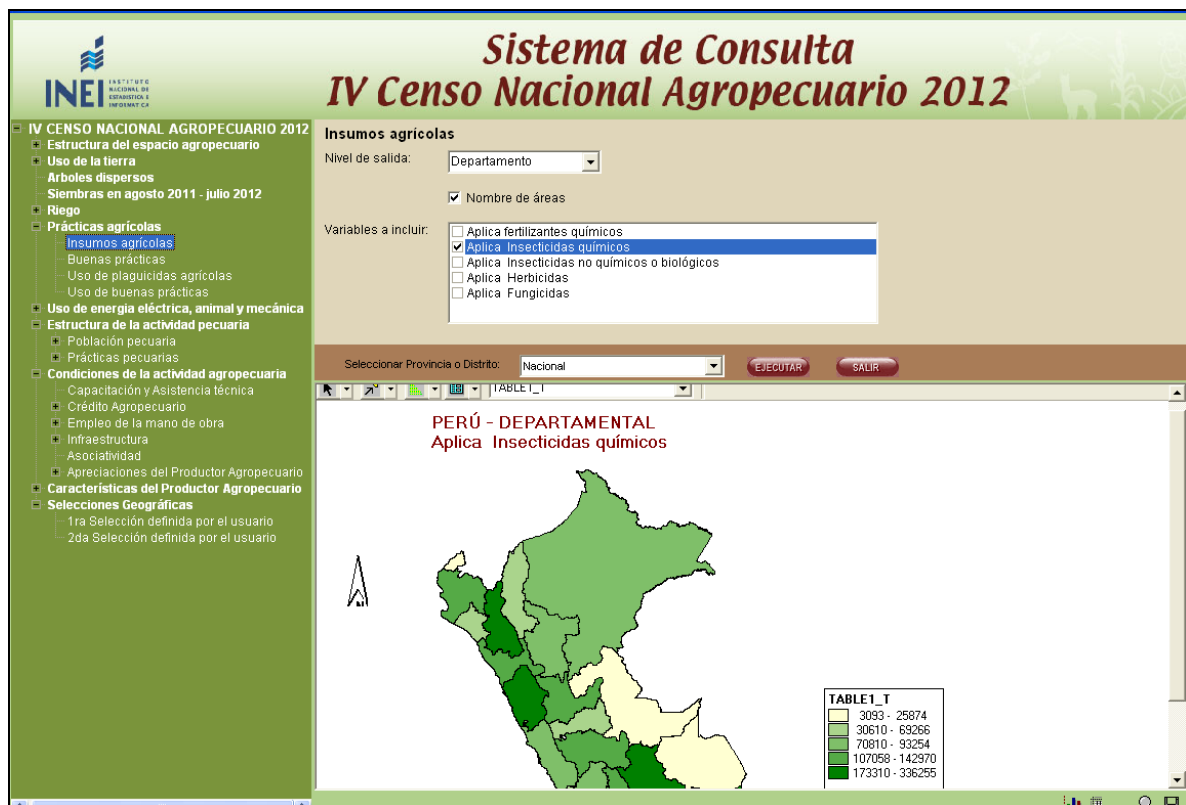 Sistema de Consulta
IV Censo Nacional Agropecuario 2012
INEI
INSTITUTO
NACIONAL DE
ESTADISTICA E
INFORMATICA
IV CENSO NACIONAL AGROPECUARIO 2012
Estructura del espacio agropecuario
Uso de la tierra
Arboles dispersos
Siembras en agosto 2011 - julio 2012
Riego
Prácticas agrícolas
Insumos agrícolas
Buenas prácticas
Uso de plaguicidas agrícolas
Uso de buenas prácticas
Uso de energia eléctrica, animal y mecánica
Estructura de la actividad pecuaria
Población pecuaria
Prácticas pecuarias
Condiciones de la actividad agropecuaria
Capacitación y Asistencia técnica
Crédito Agropecuario
Empleo de la mano de obra
Infraestructura
Asociatividad
Apreciaciones del Productor Agropecuario
Características del Productor Agropecuario
Selecciones Geográficas
1ra Selección definida por el usuario
2da Selección definida por el usuario
Insumos agrícolas
Nivel de salida: Departamento
Nombre de áreas
Variables a incluir:
Aplica fertilizantes químicos
Aplica Insecticidas químicos
Aplica Insecticidas no químicos o biológicos
Aplica Herbicidas
Aplica Fungicidas
Seleccionar Provincia o Distrito: Nacional EJECUTAR SALIR
TABLE1_T
PERÚ - DEPARTAMENTAL
Aplica Insecticidas químicos
N
TABLE1_T
3093 - 25874
30610 - 69266
70810 - 93254
107058 - 142970
173310 - 336255